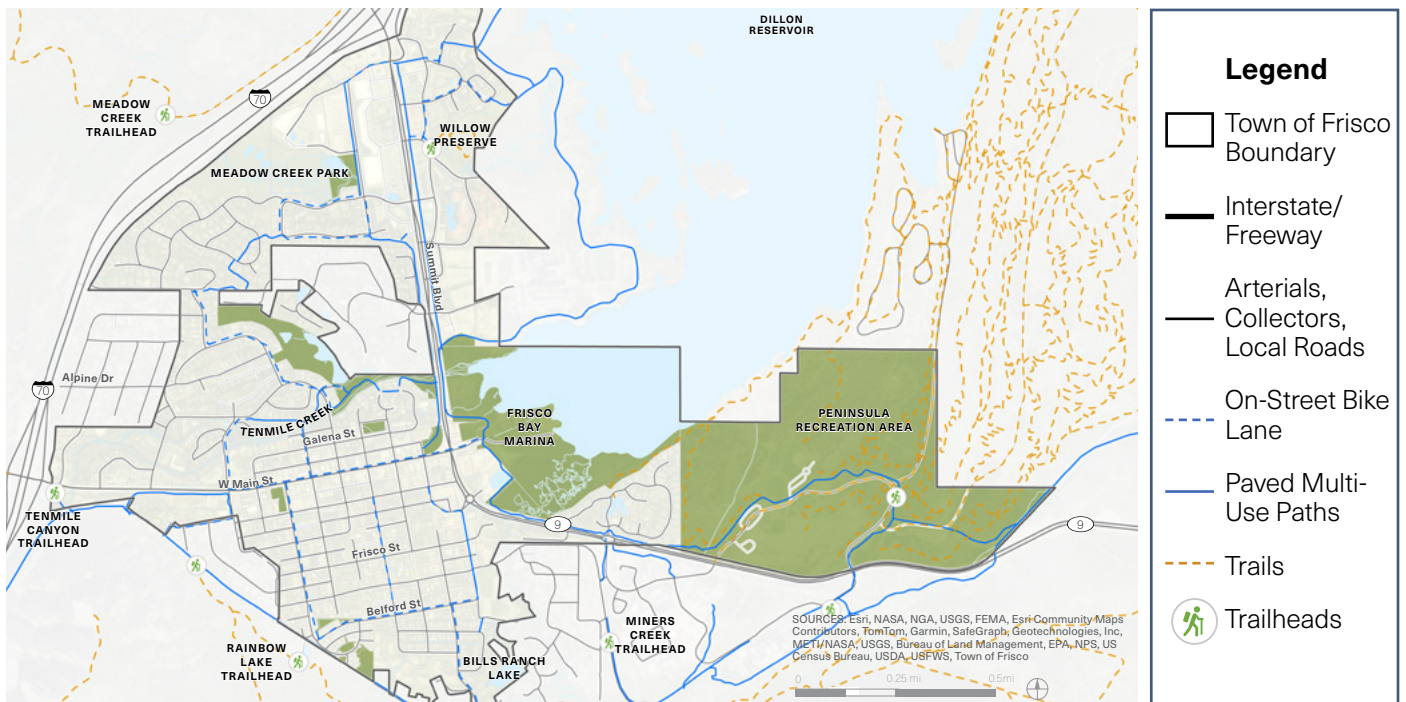 DILLON
RESERVOIR
70
MEADOW
CREEK
TRAILHEAD
WILLOW
PRESERVE
MEADOW CREEK PARK
Summit Blvd
70
Alpine Dr
TENMILE CREEK
Galena St
FRISCO
BAY
MARINA
PENINSULA
RECREATION AREA
W Main St
TENMILE
CANYON
TRAILHEAD
9
9
Frisco St
Belford St
RAINBOW
LAKE
TRAILHEAD
BILLS RANCH
LAKE
MINERS
CREEK
TRAILHEAD
SOURCES: Esri, NASA, NGA, USGS, FEMA, Esri Community Maps
Contributors, TomTom, Garmin, SafeGraph, Geotechnologies, Inc,
METI/NASA, USGS, Bureau of Land Management, EPA, NPS, US
Census Bureau, USDA, USFWS, Town of Frisco
0 0.25 mi 0.5mi
Legend
Town of Frisco
Boundary
Interstate/
Freeway
Arterials,
Collectors,
Local Roads
On-Street Bike
Lane
Paved Multi-
Use Paths
Trails
Trailheads